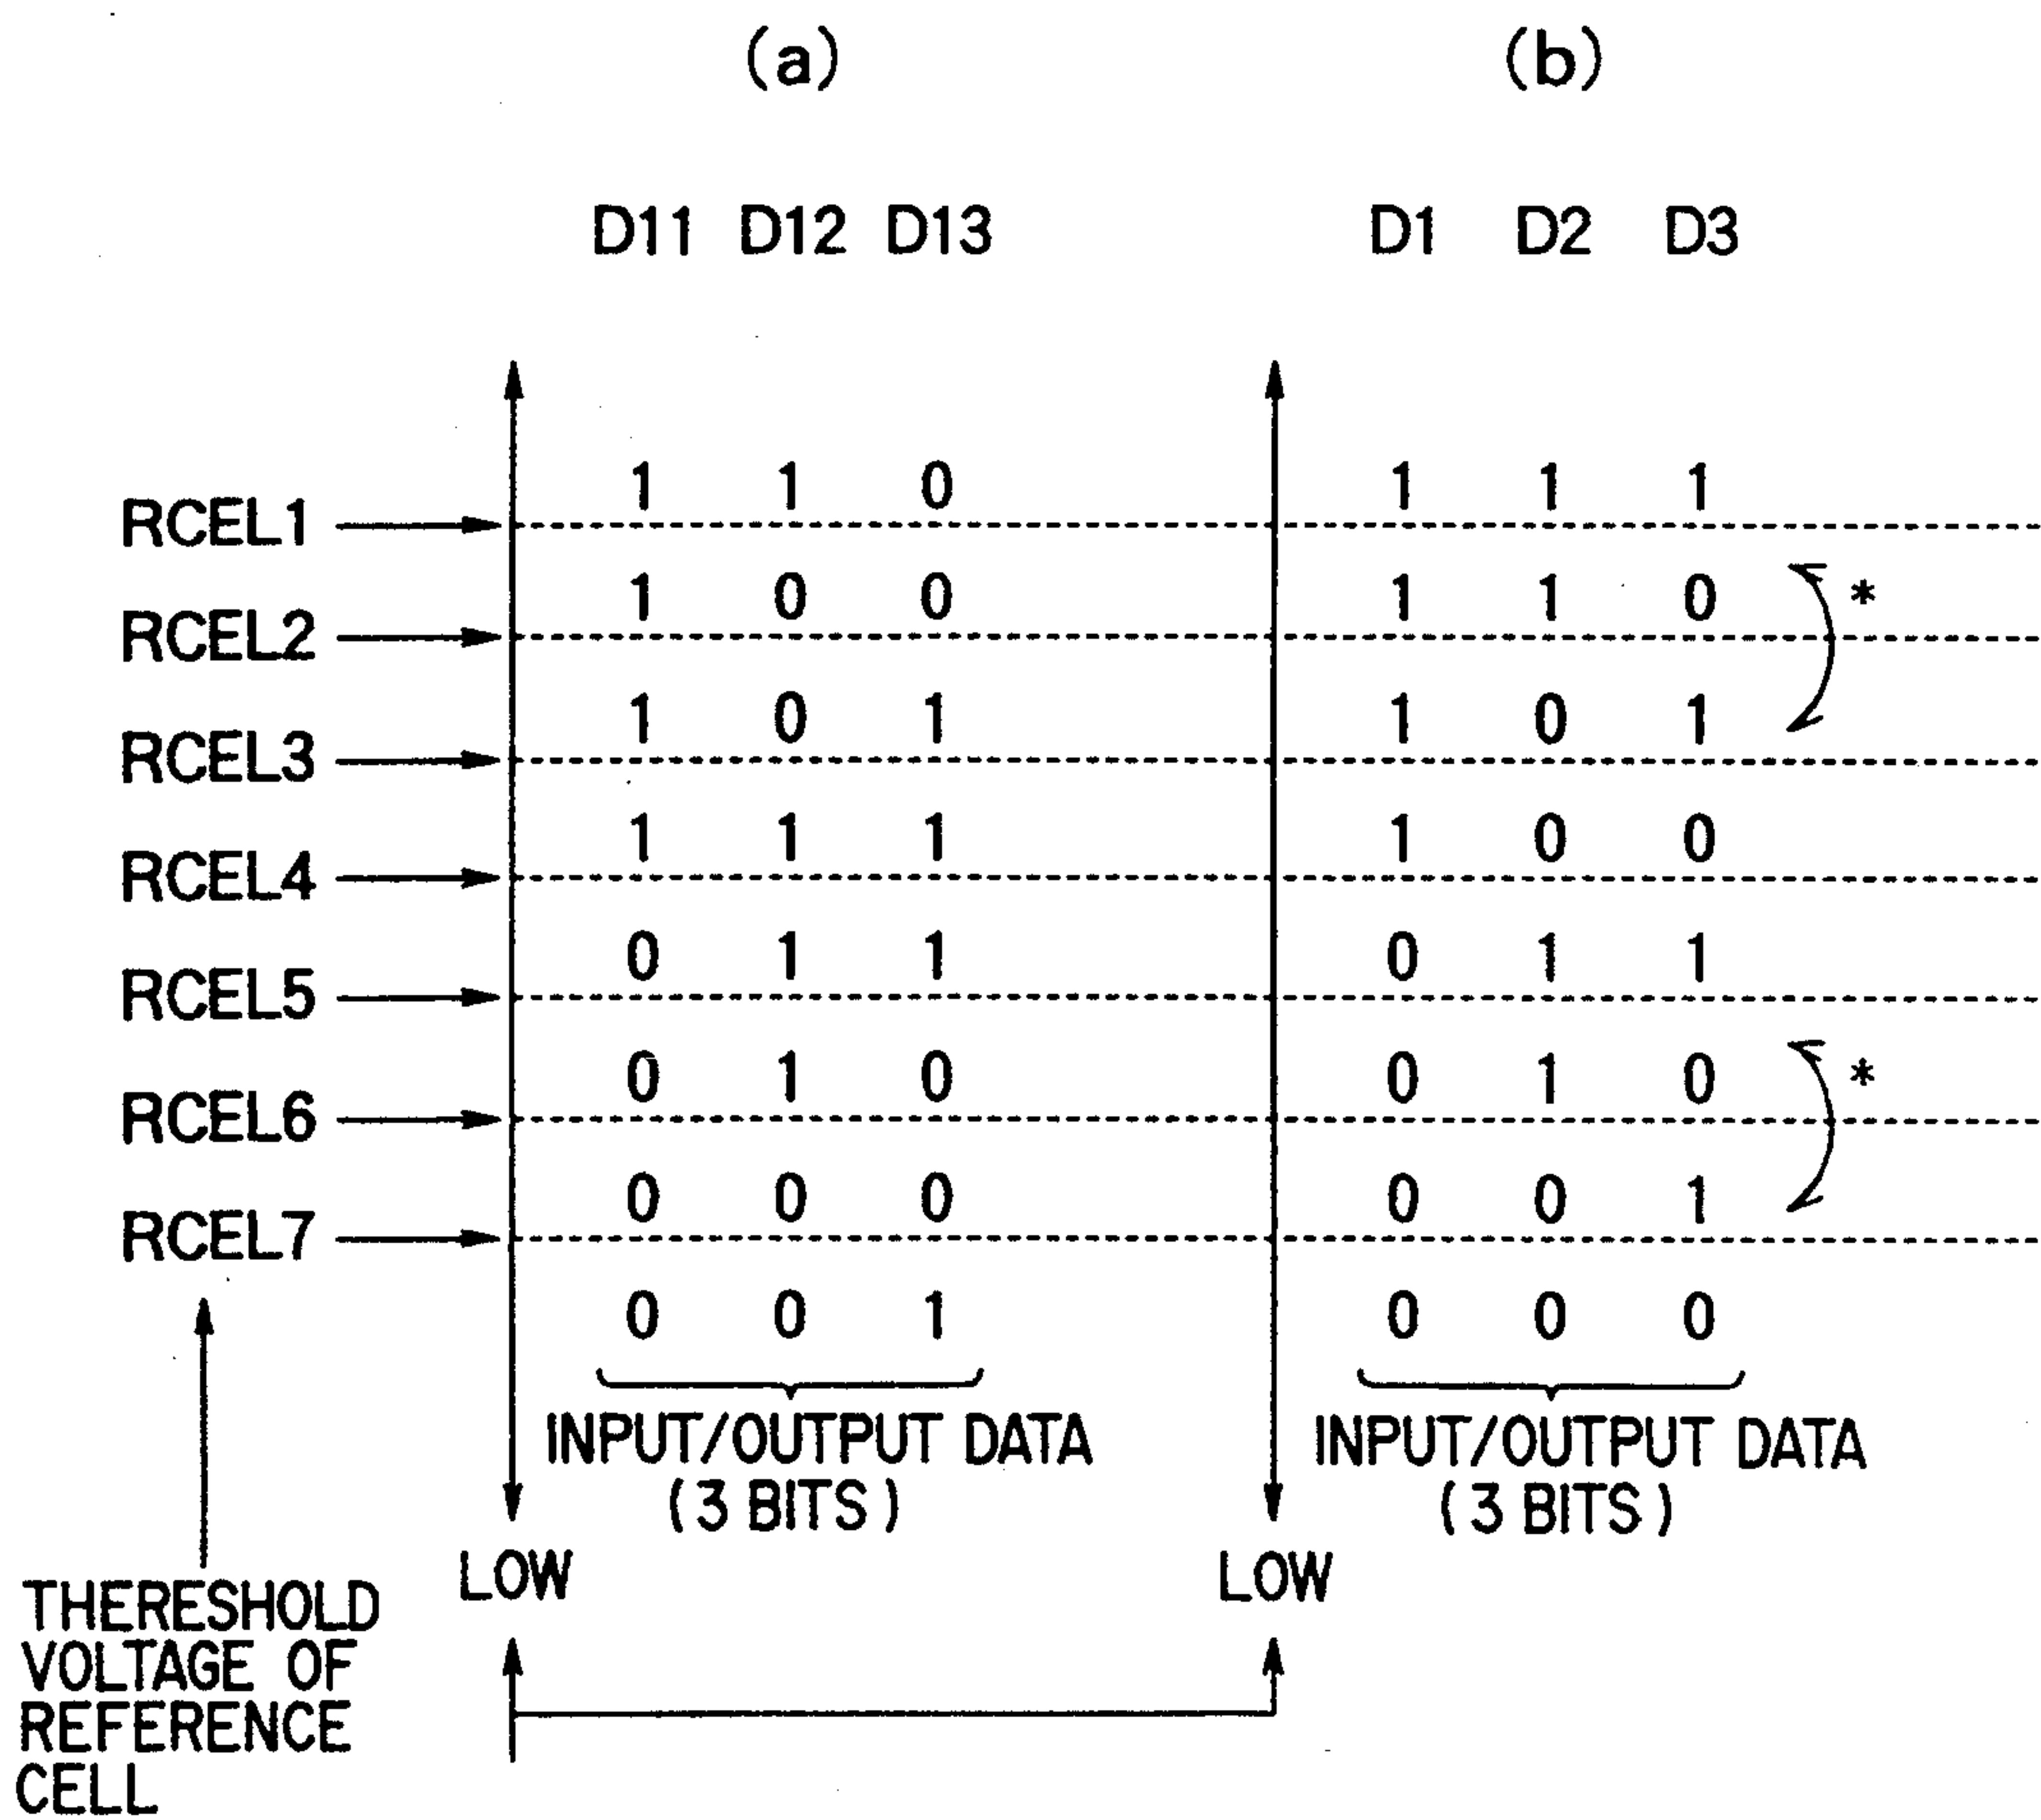 (a) (b)
D11 D12 D13 D1 D2 D3
1 1 0 1 1 1
RCEL1
1 0 0 1 1 0 *
RCEL2
1 0 1 1 0 1
RCEL3
1 1 1 1 0 0
RCEL4
0 1 1 0 1 1
RCEL5
0 1 0 0 1 0 *
RCEL6
0 0 0 0 0 1
RCEL7
0 0 1 0 0 0
INPUT/OUTPUT DATA INPUT/OUTPUT DATA
(3 BITS) (3 BITS)
LOW LOW
THERESHOLD
VOLTAGE OF
REFERENCE
CELL